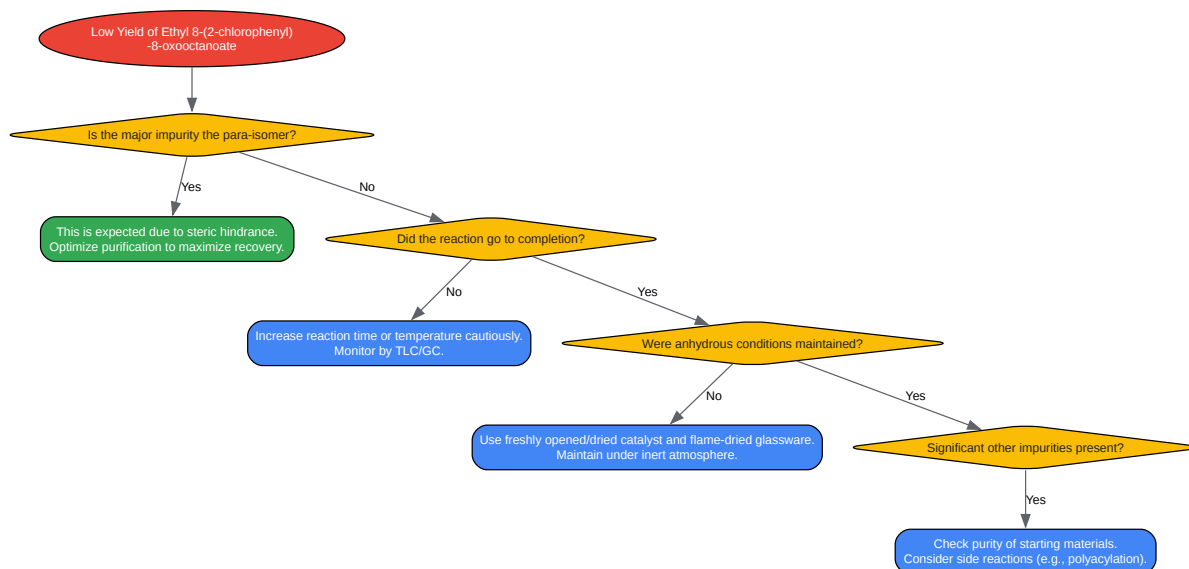 Low Yield of Ethyl 8-(2-chlorophenyl)
-8-oxooctanoate
Is the major impurity the para-isomer?
Yes
No
This is expected due to steric hindrance.
Optimize purification to maximize recovery.
Did the reaction go to completion?
No
Yes
Increase reaction time or temperature cautiously.
Monitor by TLC/GC.
Were anhydrous conditions maintained?
No
Yes
Use freshly opened/dried catalyst and flame-dried glassware.
Maintain under inert atmosphere.
Significant other impurities present?
Yes
Check purity of starting materials.
Consider side reactions (e.g., polyacylation).